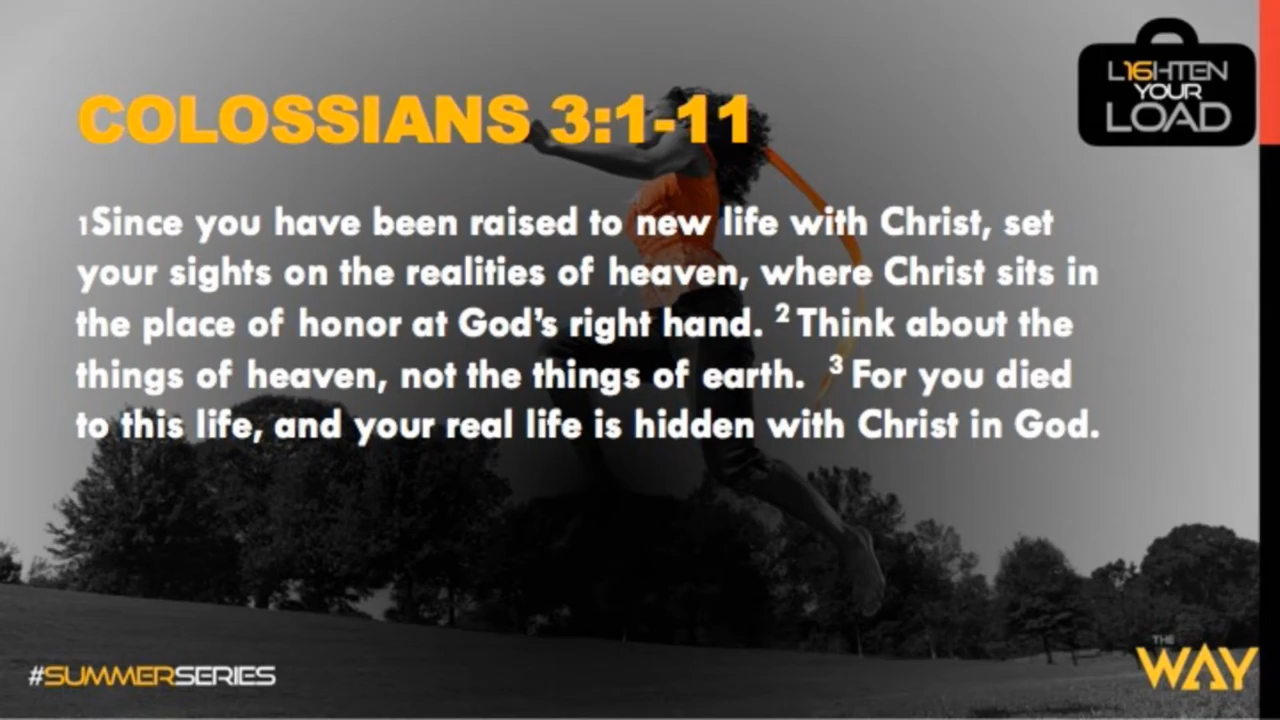 L16HTEN
YOUR
LOAD
COLOSSIANS 3:1-11
1Since you have been raised to new life with Christ, set
your sights on the realities of heaven, where Christ sits in
the place of honor at God’s right hand. 2 Think about the
things of heaven, not the things of earth. 3 For you died
to this life, and your real life is hidden with Christ in God.
#SUMMERSERIES
THE
WAY